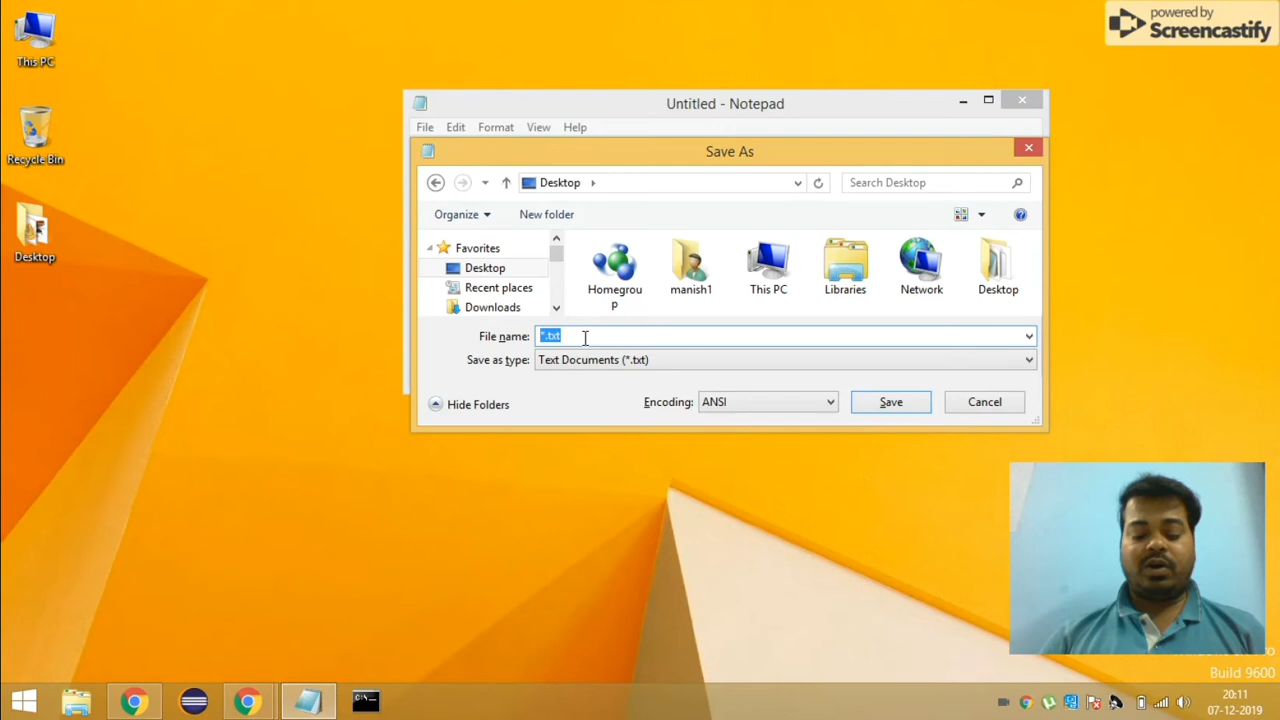 powered by
Screencastify
This PC
Recycle Bin
Desktop
Untitled - Notepad
File Edit Format View Help
Save As
Desktop
Search Desktop
Organize
New folder
Favorites
Desktop
Recent places
Downloads
Homegrou
p
manish1
This PC
Libraries
Network
Desktop
File name:
*.txt
Save as type:
Text Documents (*.txt)
Hide Folders
Encoding:
ANSI
Save
Cancel
Build 9600
20:11
07-12-2019